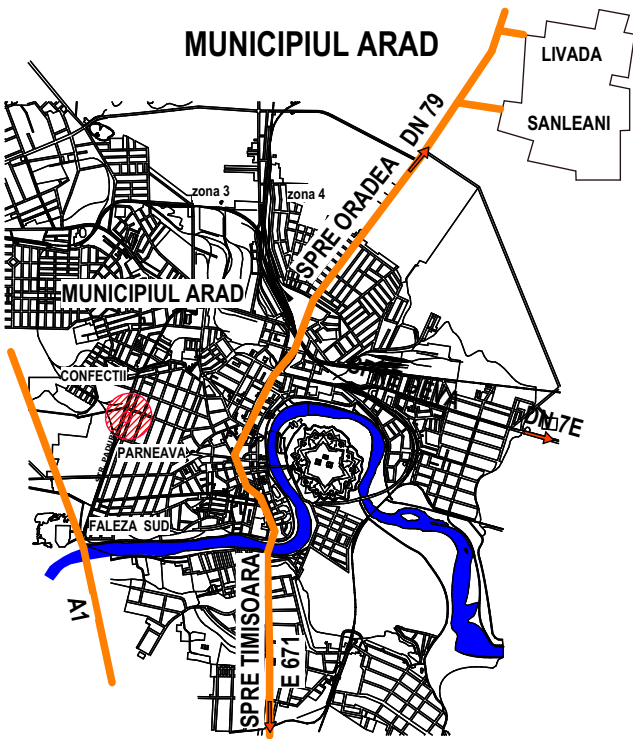 MUNICIPIUL ARAD
LIVADA
SANLEANI
SPRE ORADEA DN 79
zona 3
zona 4
MUNICIPIUL ARAD
CONFECTII
DN 7E
PARNEAVA
FALEZA SUD
A1
SPRE TIMISOARA
E 671